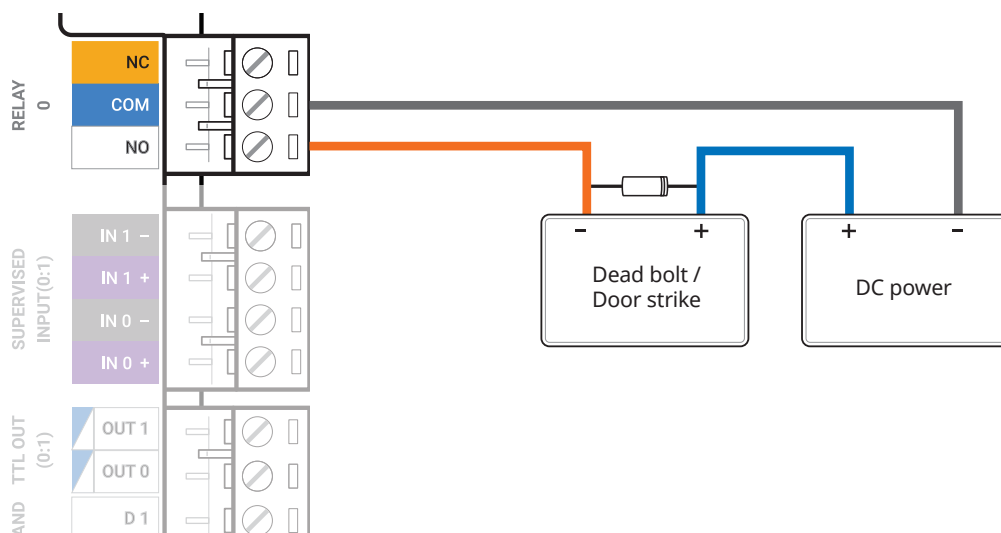 RELAY
0
NC
COM
NO
SUPERVISED
INPUT(0:1)
IN 1 −
IN 1 +
IN 0 −
IN 0 +
TTL OUT
(0:1)
OUT 1
OUT 0
AND
D 1
- +
Dead bolt /
Door strike
+ -
DC power